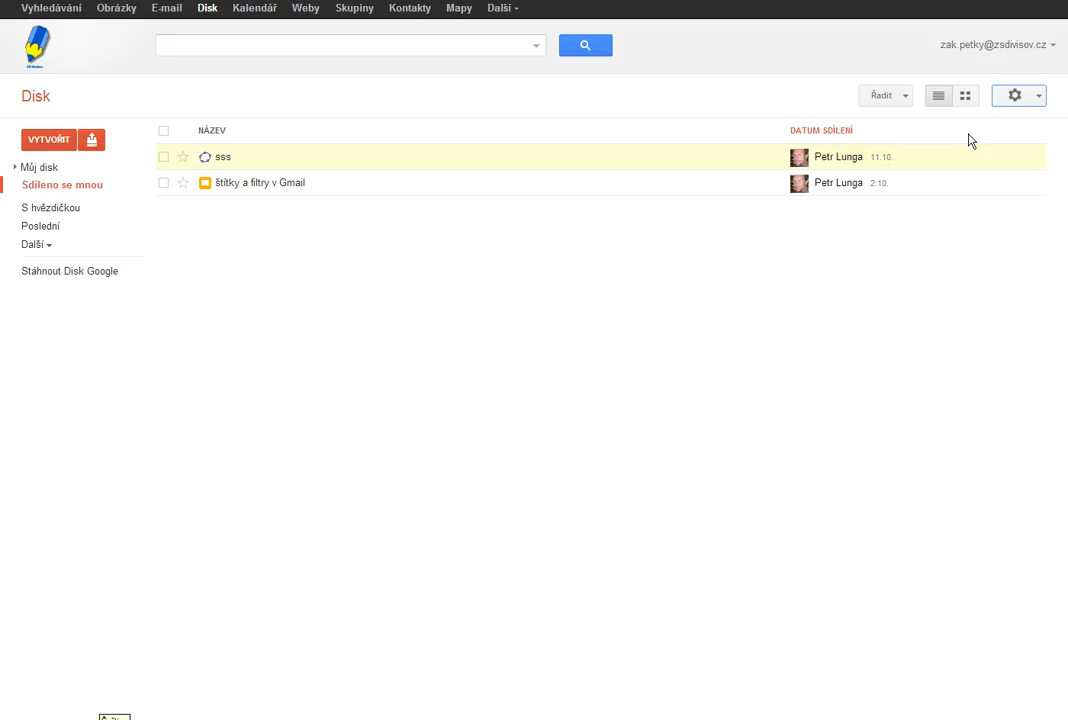 Vyhledávání Obrázky E-mail Disk Kalendář Weby Skupiny Kontakty Mapy Další
zak.petky@zsdivisov.cz
Disk
Řadit
VYTVOŘIT
NÁZEV DATUM SDÍLENÍ
sss Petr Lunga 11.10.
štítky a filtry v Gmail Petr Lunga 2.10.
Můj disk
Sdíleno se mnou
S hvězdičkou
Poslední
Další
Stáhnout Disk Google